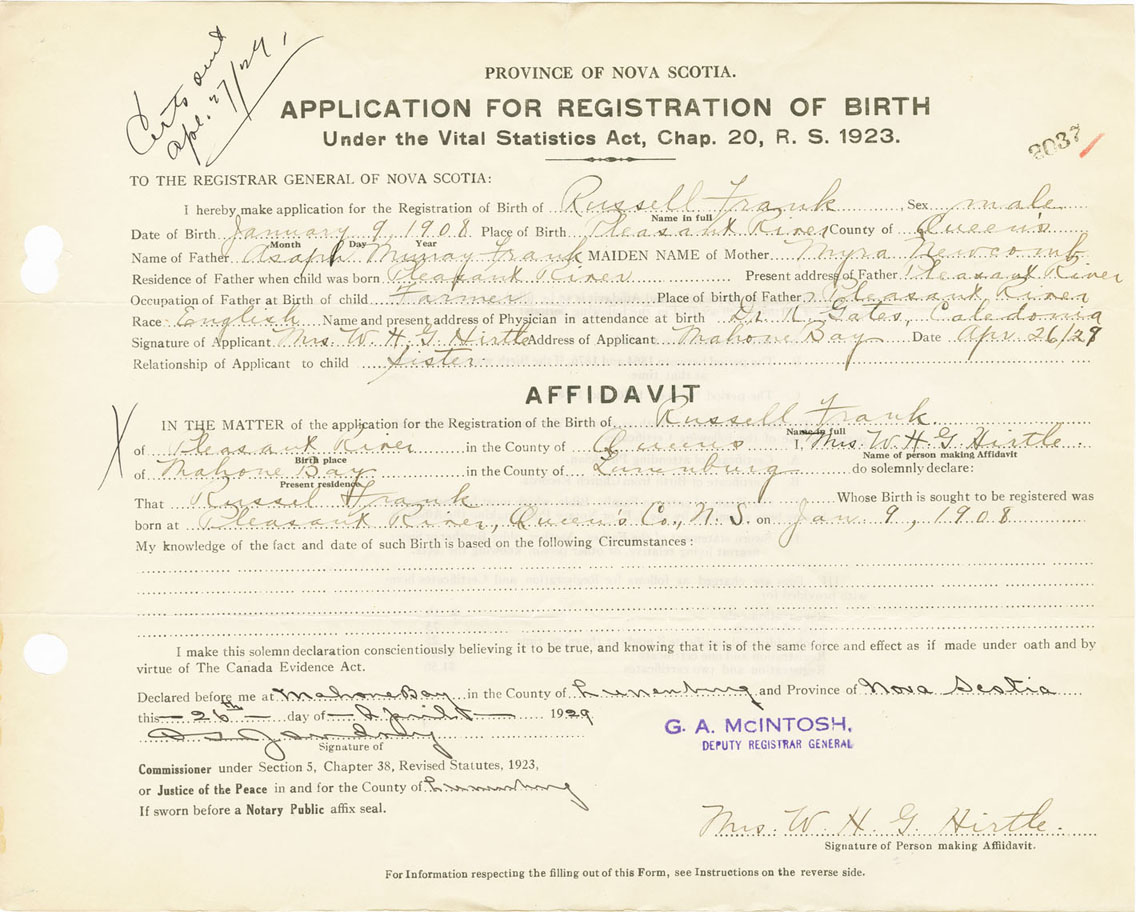 Certs sent
Apl. 27/29.
PROVINCE OF NOVA SCOTIA.
APPLICATION FOR REGISTRATION OF BIRTH
Under the Vital Statistics Act, Chap. 20, R. S. 1923.
3037
TO THE REGISTRAR GENERAL OF NOVA SCOTIA:
I hereby make application for the Registration of Birth of Russell Frank, Sex male
Name in full
Date of Birth January 9, 1908 Place of Birth Pleasant River County of Queen's
Month Day Year
Name of Father Asaph Murray Frank MAIDEN NAME of Mother Myra Newcomb
Residence of Father when child was born Pleasant River Present address of Father Pleasant River
Occupation of Father at Birth of child Farmer Place of birth of Father Pleasant River
Race English Name and present address of Physician in attendance at birth Dr. Gates, Caledonia
Signature of Applicant Mrs. W. H. G. Hirtle Address of Applicant Mahone Bay Date Apr. 26/29
Relationship of Applicant to child Sister
AFFIDAVIT
X
IN THE MATTER of the application for the Registration of the Birth of Russell Frank.
Name in full
of Pleasant River in the County of Queens I, Mrs. W. H. G. Hirtle.
Birth place Name of person making Affidavit
of Mahone Bay in the County of Lunenburg do solemnly declare:
Present residence
That Russel Frank Whose Birth is sought to be registered was
born at Pleasant River, Queen's Co., N. S. on Jan. 9, 1908
My knowledge of the fact and date of such Birth is based on the following Circumstances:
I make this solemn declaration conscientiously believing it to be true, and knowing that it is of the same force and effect as if made under oath and by
virtue of The Canada Evidence Act.
Declared before me at Mahone Bay in the County of Lunenburg and Province of Nova Scotia
this 26th day of April 1929
G. A. McINTOSH,
DEPUTY REGISTRAR GENERAL
Signature of
Commissioner under Section 5, Chapter 38, Revised Statutes, 1923,
or Justice of the Peace in and for the County of Lunenburg
If sworn before a Notary Public affix seal.
Mrs. W. H. G. Hirtle.
Signature of Person making Affiidavit.
For Information respecting the filling out of this Form, see Instructions on the reverse side.